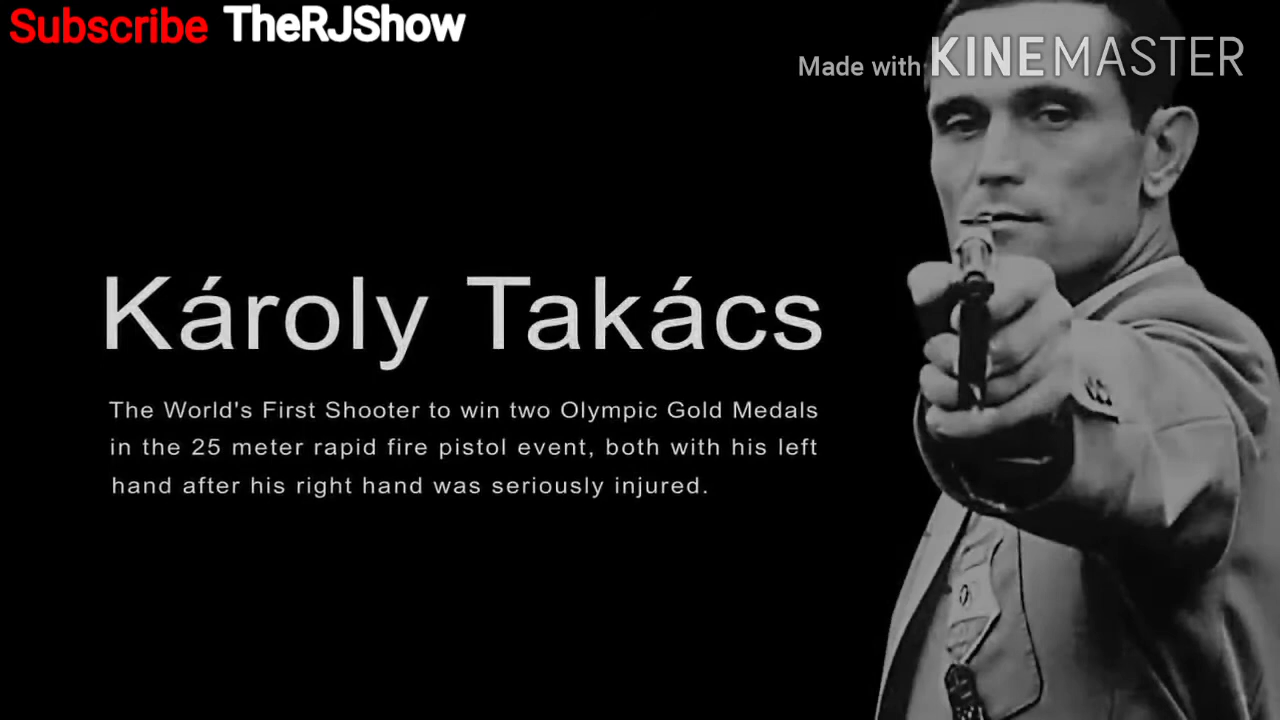 Subscribe TheRJShow
Made with KINEMASTER
Károly Takács
The World's First Shooter to win two Olympic Gold Medals
in the 25 meter rapid fire pistol event, both with his left
hand after his right hand was seriously injured.